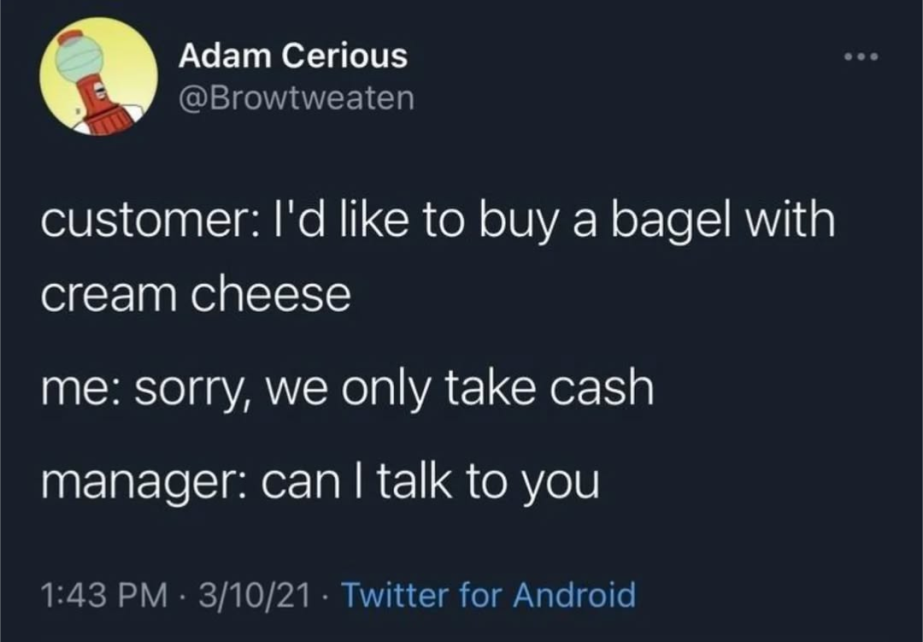 Adam Cerious
@Browtweaten
customer: I'd like to buy a bagel with
cream cheese
me: sorry, we only take cash
manager: can I talk to you
1:43 PM · 3/10/21 · Twitter for Android